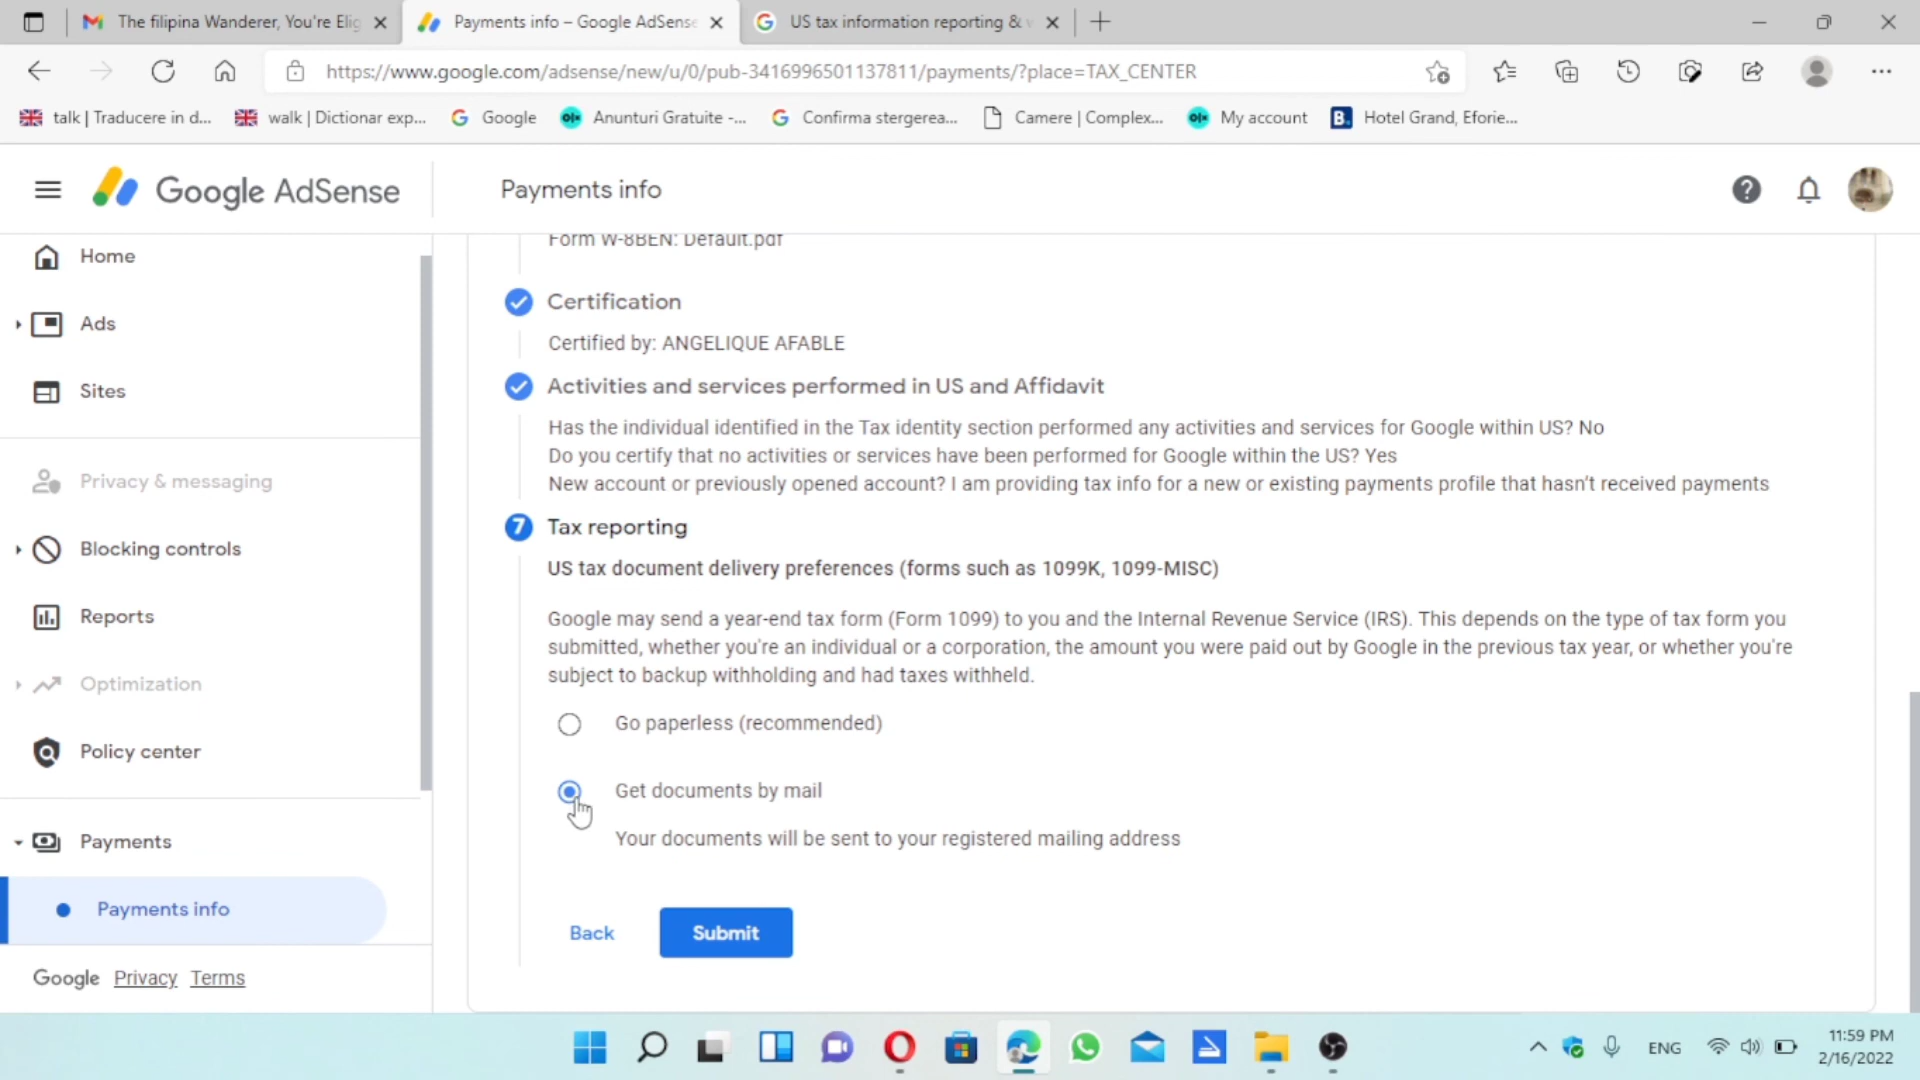 The filipina Wanderer, You're Elig
Payments info – Google AdSense
US tax information reporting &
https://www.google.com/adsense/new/u/0/pub-3416996501137811/payments/?place=TAX_CENTER
talk | Traducere in d...
walk | Dictionar exp...
Google
Anunturi Gratuite -...
Confirma stergerea...
Camere | Complex...
My account
B.
Hotel Grand, Eforie...
Google AdSense
Payments info
Home
Ads
Sites
Privacy & messaging
Blocking controls
Reports
Optimization
Policy center
Payments
Payments info
Google Privacy Terms
Form W-8BEN: Default.pdf
Certification
Certified by: ANGELIQUE AFABLE
Activities and services performed in US and Affidavit
Has the individual identified in the Tax identity section performed any activities and services for Google within US? No
Do you certify that no activities or services have been performed for Google within the US? Yes
New account or previously opened account? I am providing tax info for a new or existing payments profile that hasn't received payments
7 Tax reporting
US tax document delivery preferences (forms such as 1099K, 1099-MISC)
Google may send a year-end tax form (Form 1099) to you and the Internal Revenue Service (IRS). This depends on the type of tax form you
submitted, whether you're an individual or a corporation, the amount you were paid out by Google in the previous tax year, or whether you're
subject to backup withholding and had taxes withheld.
Go paperless (recommended)
Get documents by mail
Your documents will be sent to your registered mailing address
Back
Submit
ENG
11:59 PM
2/16/2022